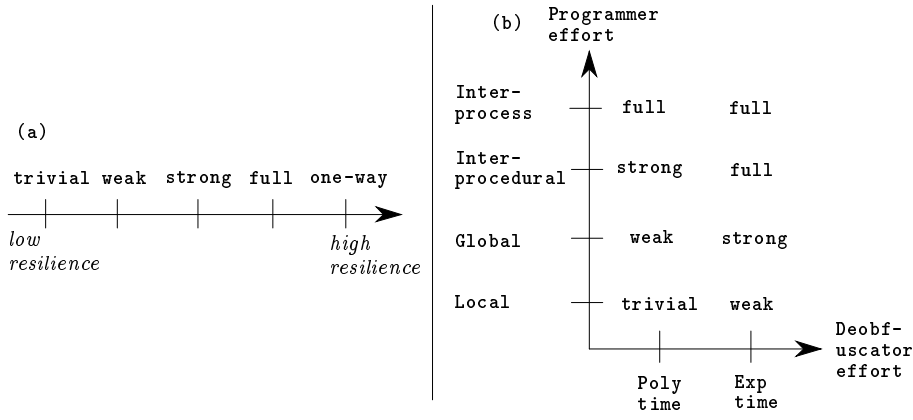 (a)
trivial weak strong full one-way
low
resilience
high
resilience
(b)
Programmer
effort
Inter-
process
full full
Inter-
procedural
strong full
Global
weak strong
Local
trivial weak
Poly
time
Exp
time
Deobf-
uscator
effort